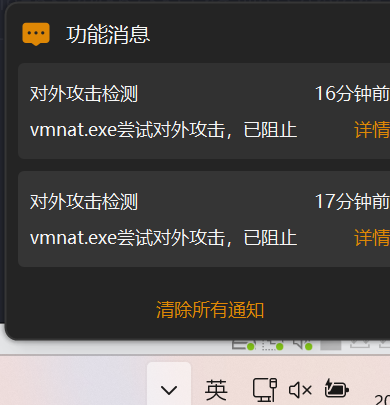 功能消息
对外攻击检测 16分钟前
vmnat.exe尝试对外攻击，已阻止 详情
对外攻击检测 17分钟前
vmnat.exe尝试对外攻击，已阻止 详情
清除所有通知
英